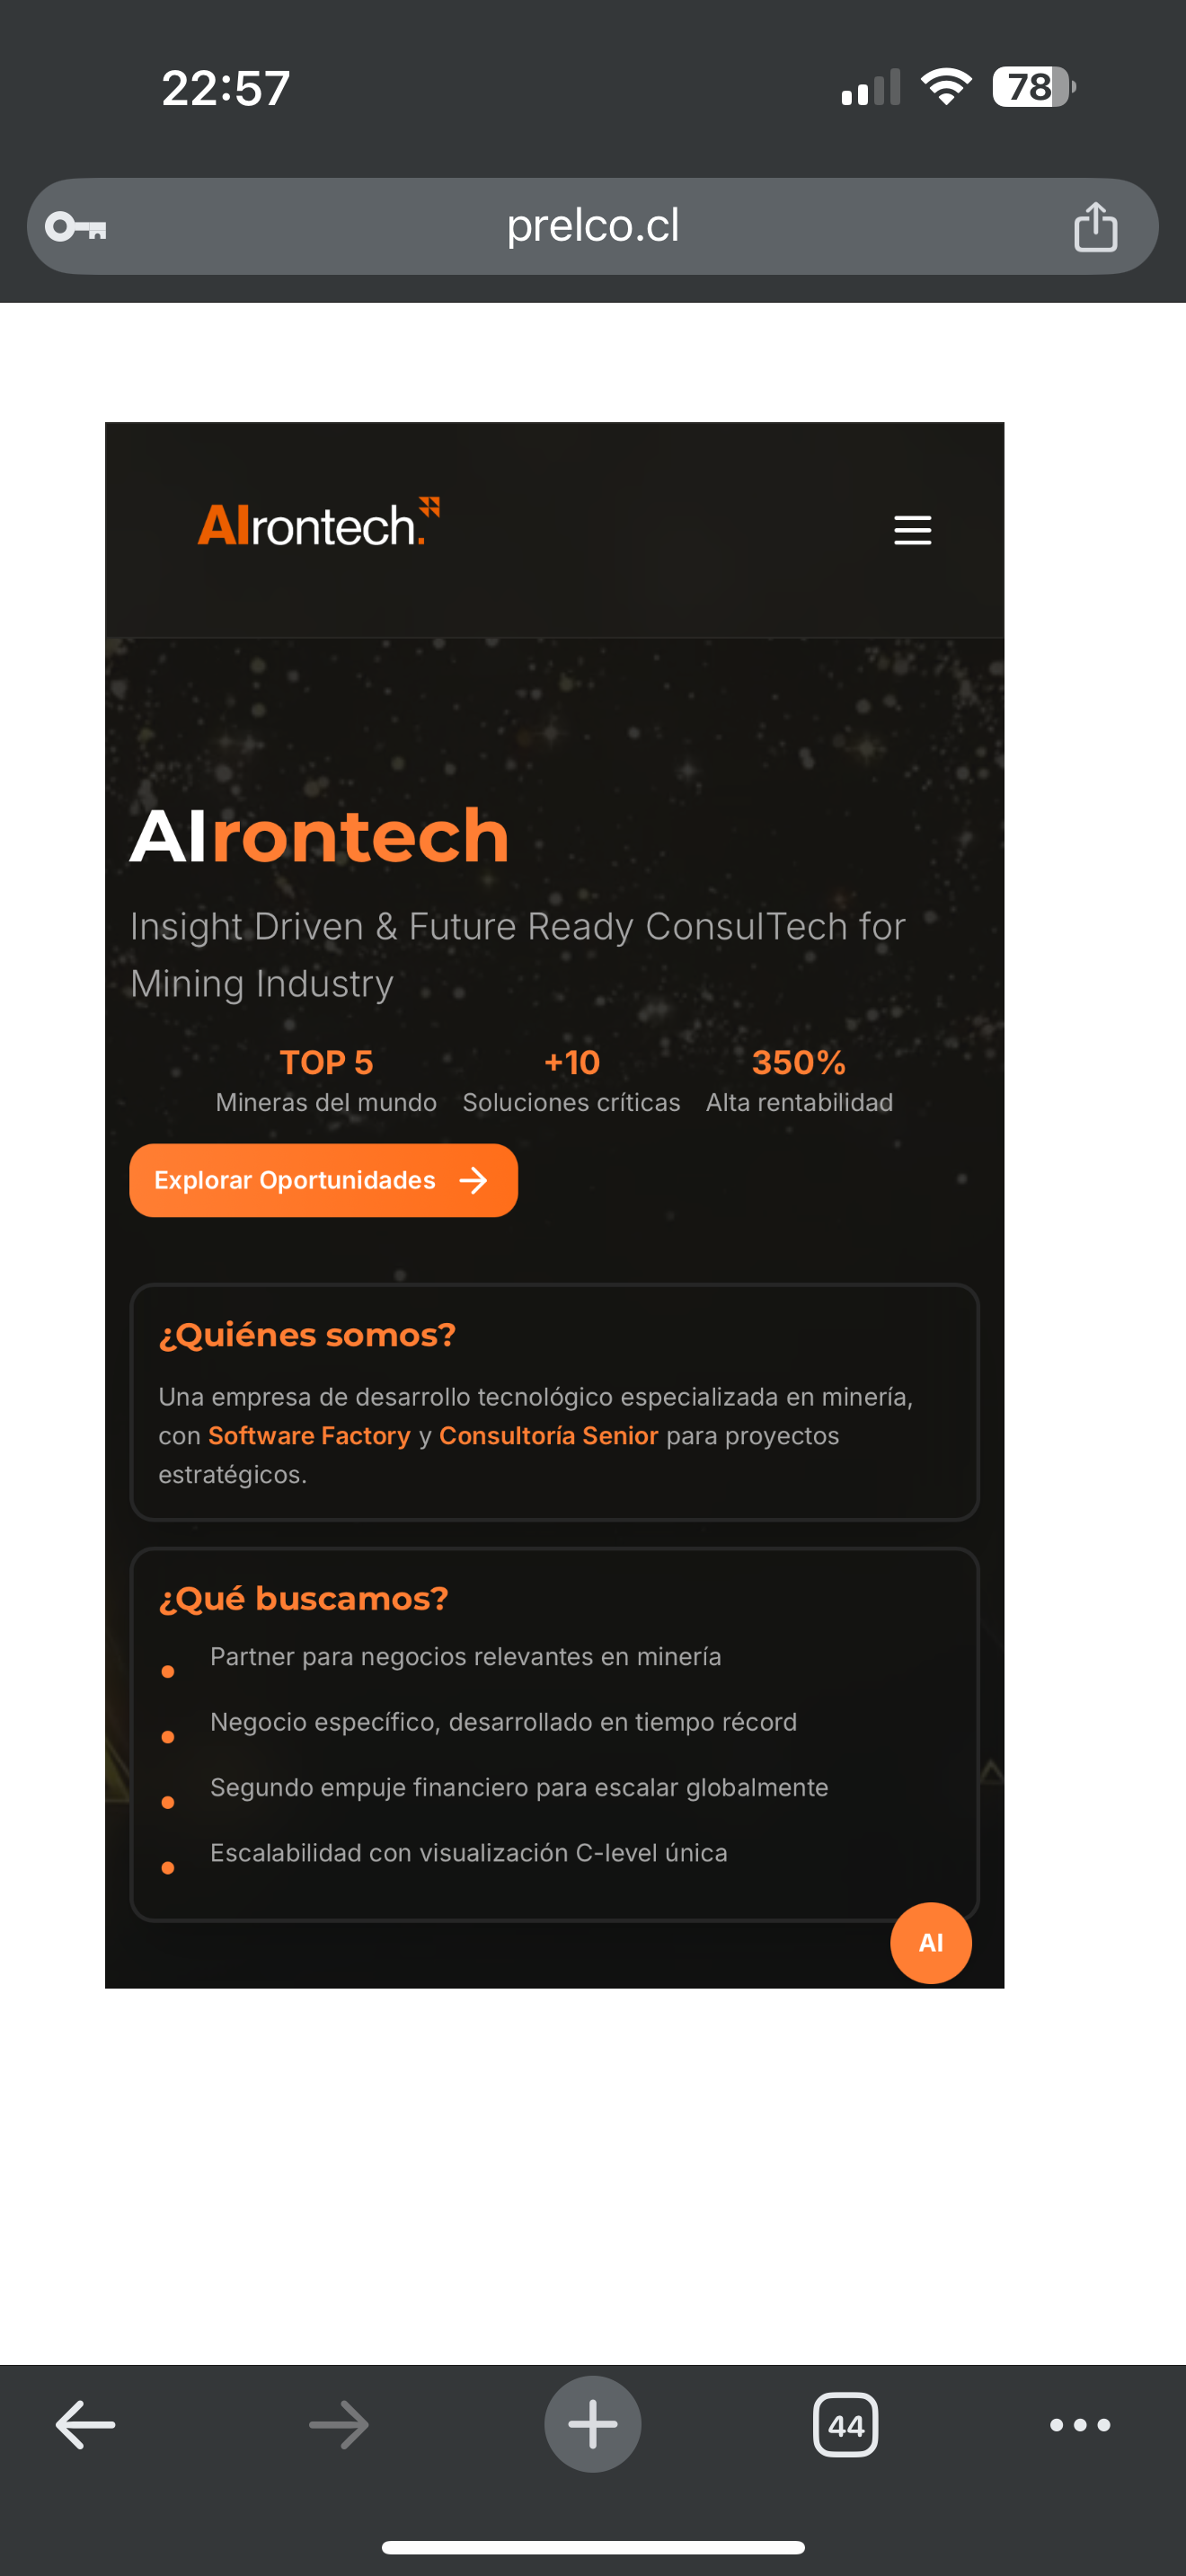 22:57
78
prelco.cl
AIrontech.
AIrontech
Insight Driven & Future Ready ConsulTech for
Mining Industry
TOP 5
Mineras del mundo
+10
Soluciones críticas
350%
Alta rentabilidad
Explorar Oportunidades
¿Quiénes somos?
Una empresa de desarrollo tecnológico especializada en minería,
con Software Factory y Consultoría Senior para proyectos
estratégicos.
¿Qué buscamos?
Partner para negocios relevantes en minería
Negocio específico, desarrollado en tiempo récord
Segundo empuje financiero para escalar globalmente
Escalabilidad con visualización C-level única
AI
44